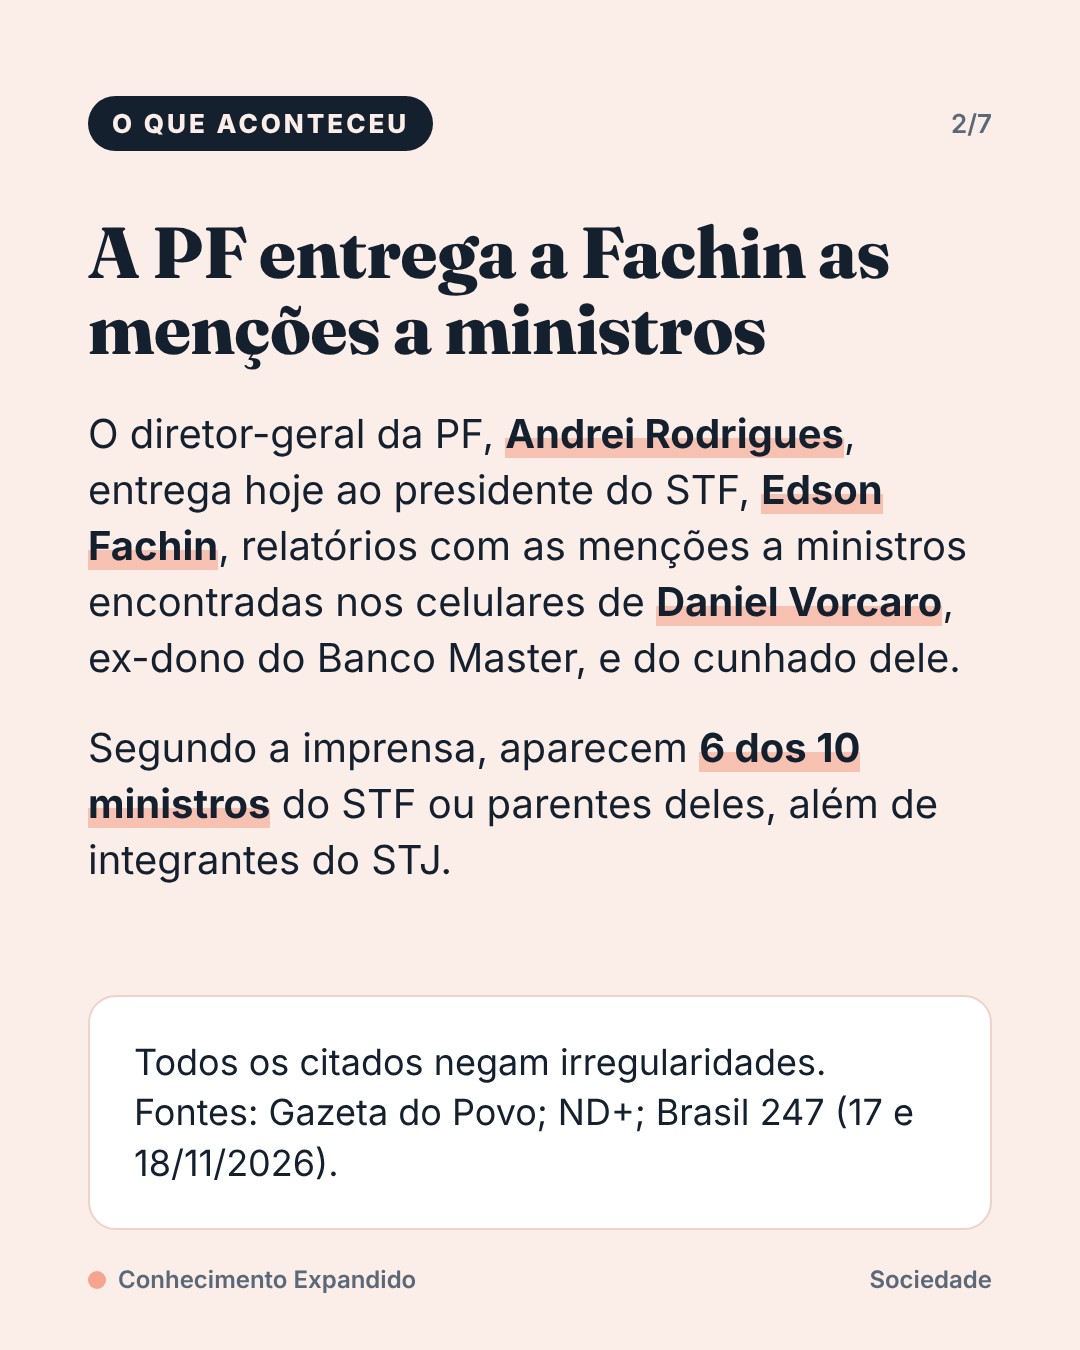 O QUE ACONTECEU
2/7
A PF entrega a Fachin as
menções a ministros
O diretor-geral da PF, Andrei Rodrigues,
entrega hoje ao presidente do STF, Edson
Fachin, relatórios com as menções a ministros
encontradas nos celulares de Daniel Vorcaro,
ex-dono do Banco Master, e do cunhado dele.
Segundo a imprensa, aparecem 6 dos 10
ministros do STF ou parentes deles, além de
integrantes do STJ.
Todos os citados negam irregularidades.
Fontes: Gazeta do Povo; ND+; Brasil 247 (17 e
18/11/2026).
Conhecimento Expandido
Sociedade